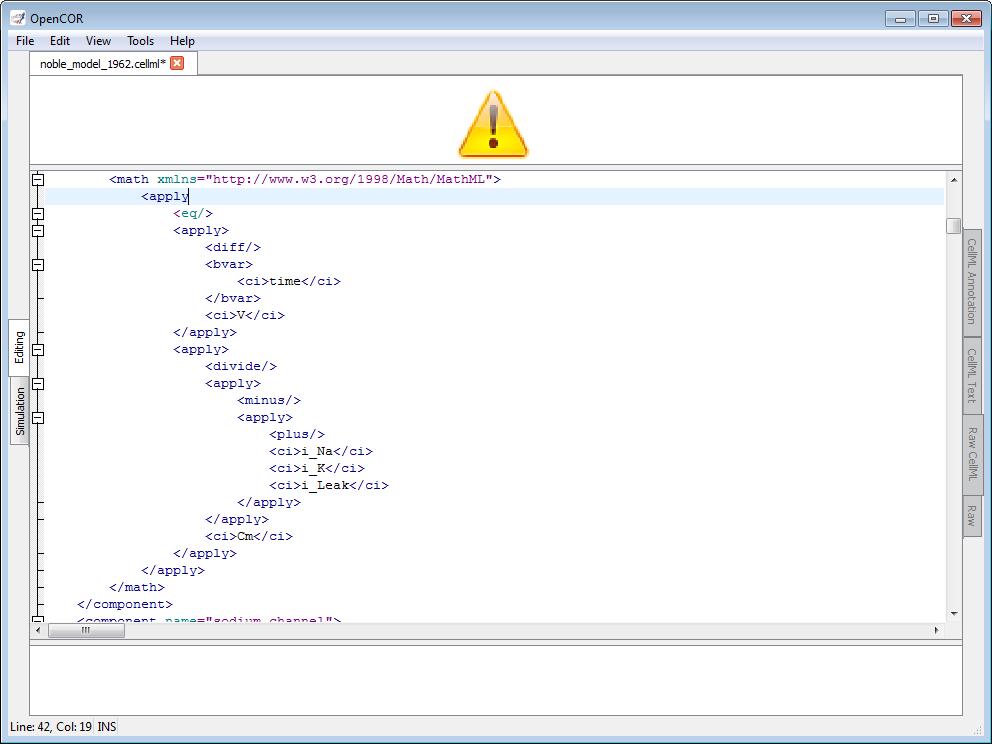 OpenCOR
File Edit View Tools Help
noble_model_1962.cellml*
<math xmlns="http://www.w3.org/1998/Math/MathML">
<apply
<eq/>
<apply>
<diff/>
<bvar>
<ci>time</ci>
</bvar>
<ci>V</ci>
</apply>
<apply>
<divide/>
<apply>
<minus/>
<apply>
<plus/>
<ci>i_Na</ci>
<ci>i_K</ci>
<ci>i_Leak</ci>
</apply>
</apply>
<ci>Cm</ci>
</apply>
</apply>
</math>
</component>
<component name="sodium_channel">
Editing
Simulation
CellML Annotation
CellML Text
Raw CellML
Raw
Line: 42, Col: 19 INS